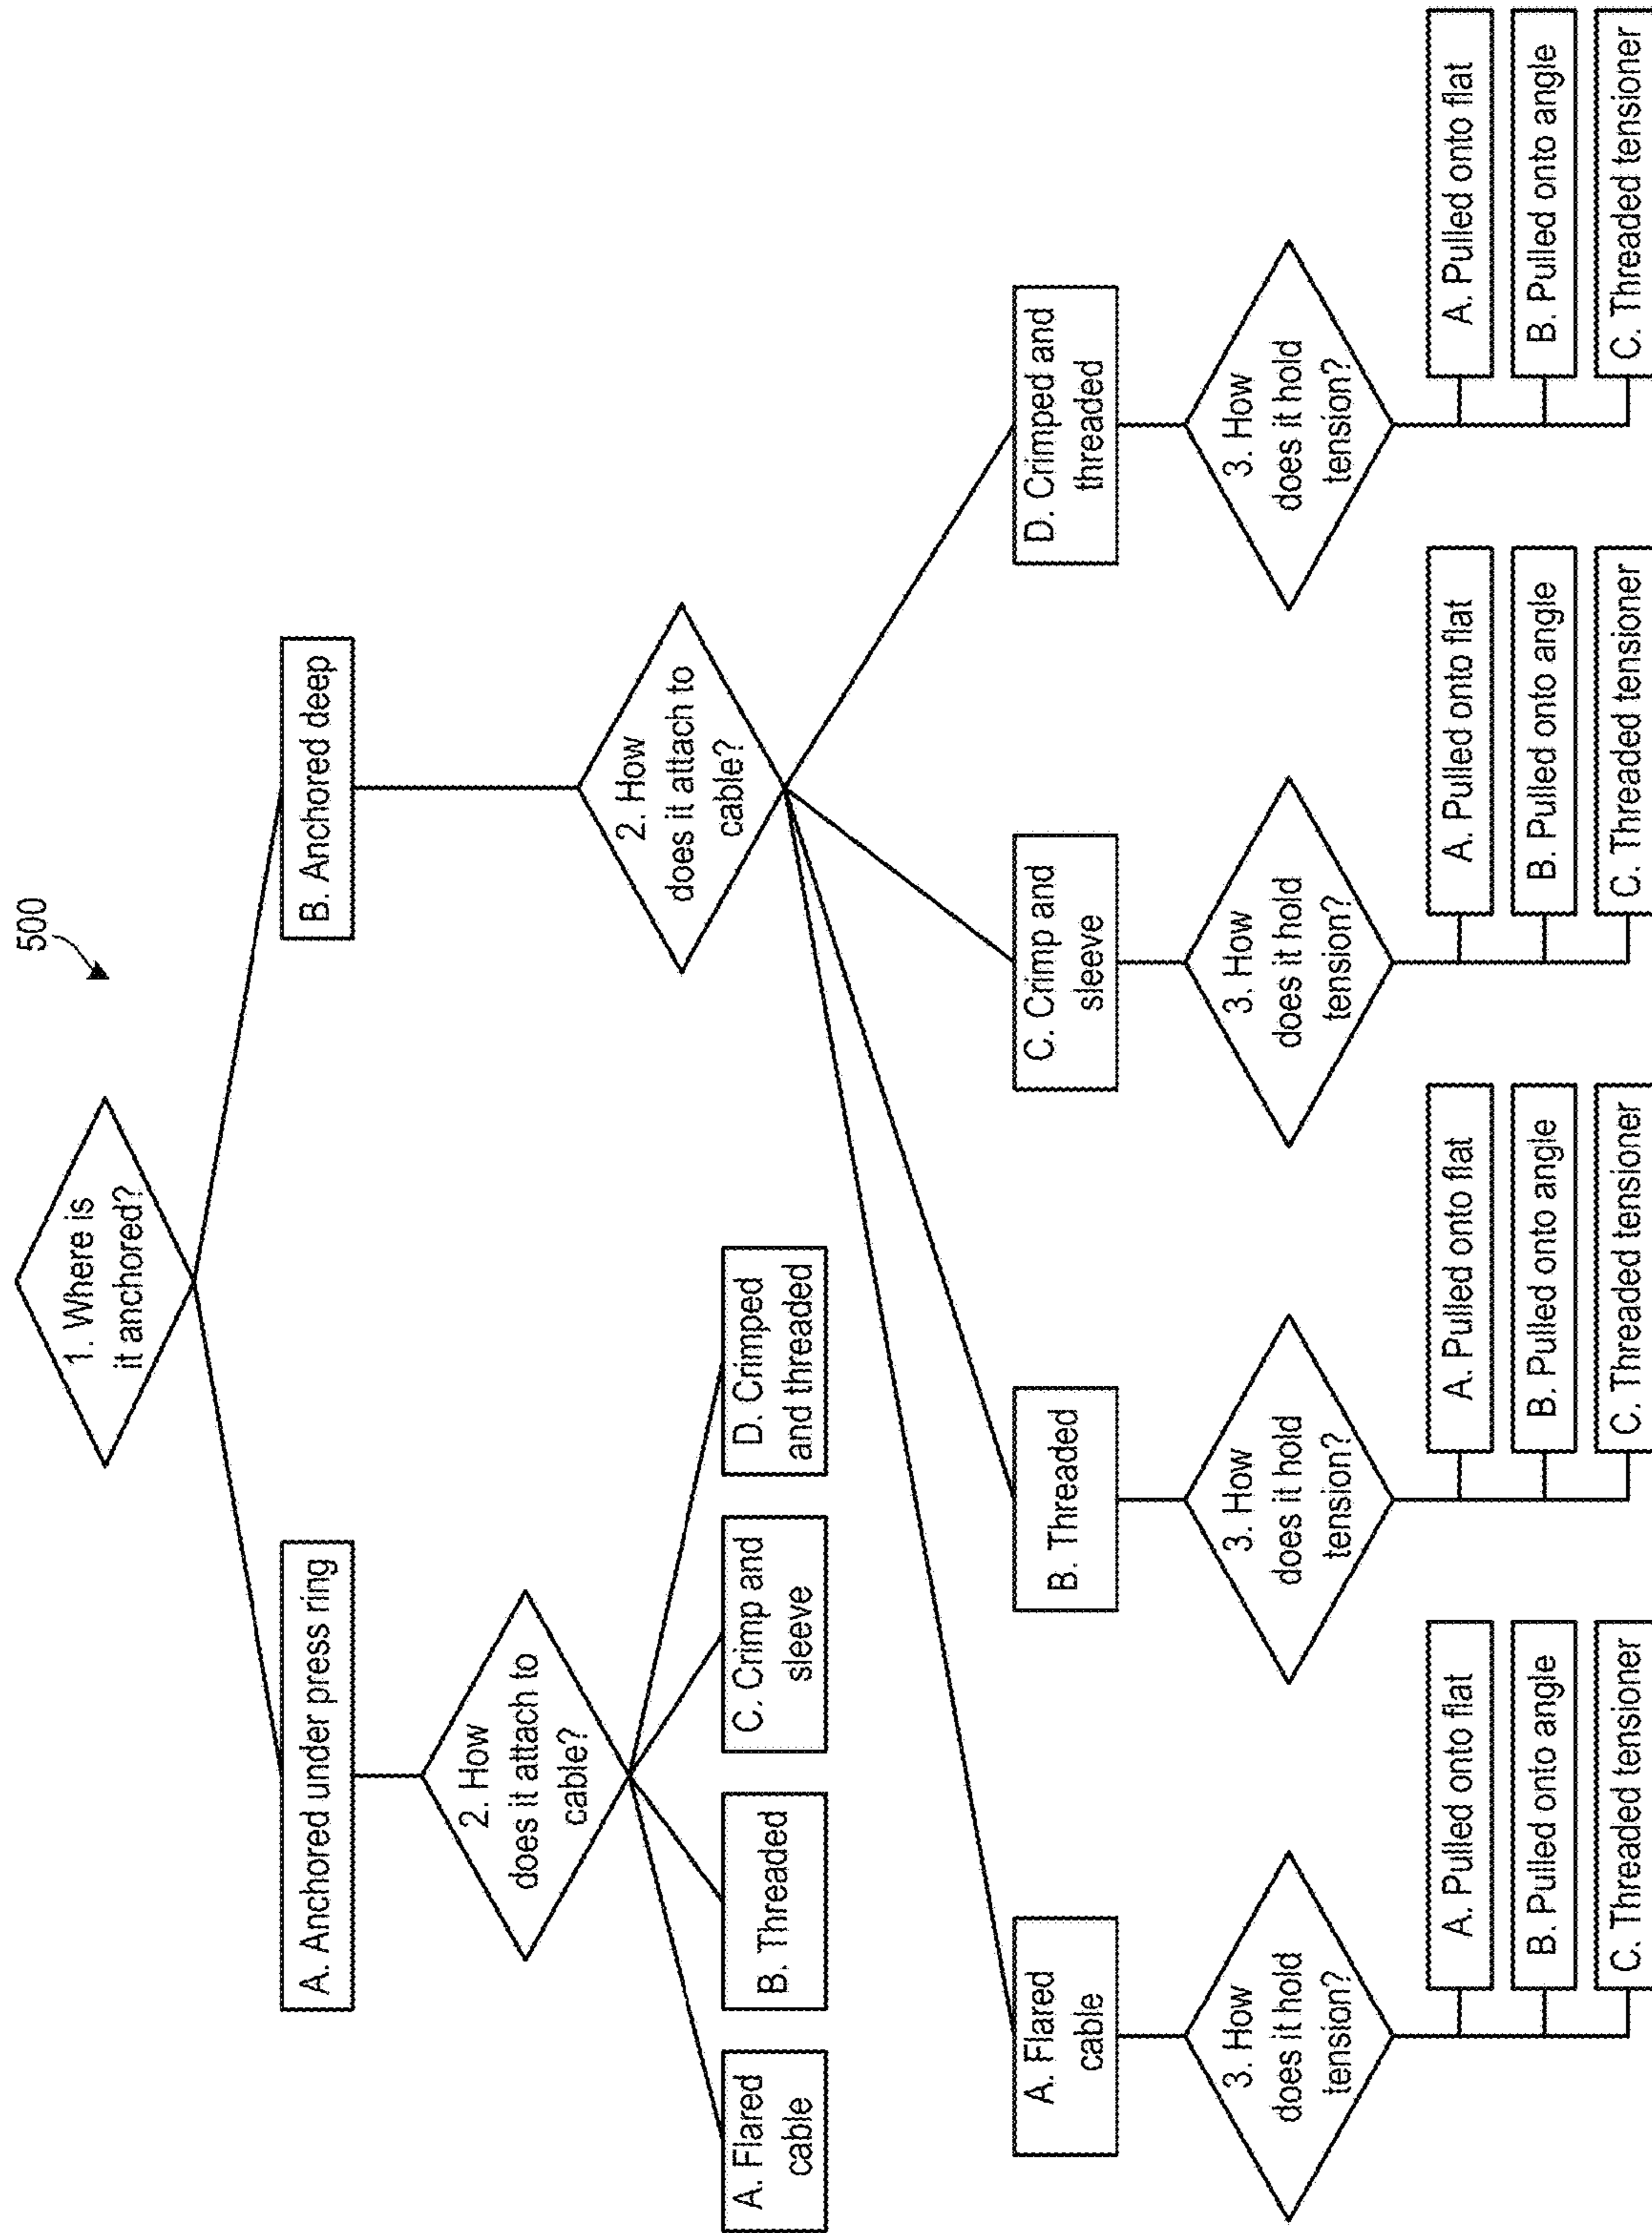 500
1. Where is
it anchored?
A. Anchored under press ring
B. Anchored deep
2. How
does it attach to
cable?
A. Flared
cable
B. Threaded
C. Crimp and
sleeve
D. Crimped
and threaded
2. How
does it attach to
cable?
A. Flared
cable
B. Threaded
C. Crimp and
sleeve
D. Crimped and
threaded
3. How
does it hold
tension?
A. Pulled onto flat
B. Pulled onto angle
C. Threaded tensioner
3. How
does it hold
tension?
A. Pulled onto flat
B. Pulled onto angle
C. Threaded tensioner
3. How
does it hold
tension?
A. Pulled onto flat
B. Pulled onto angle
C. Threaded tensioner
3. How
does it hold
tension?
A. Pulled onto flat
B. Pulled onto angle
C. Threaded tensioner